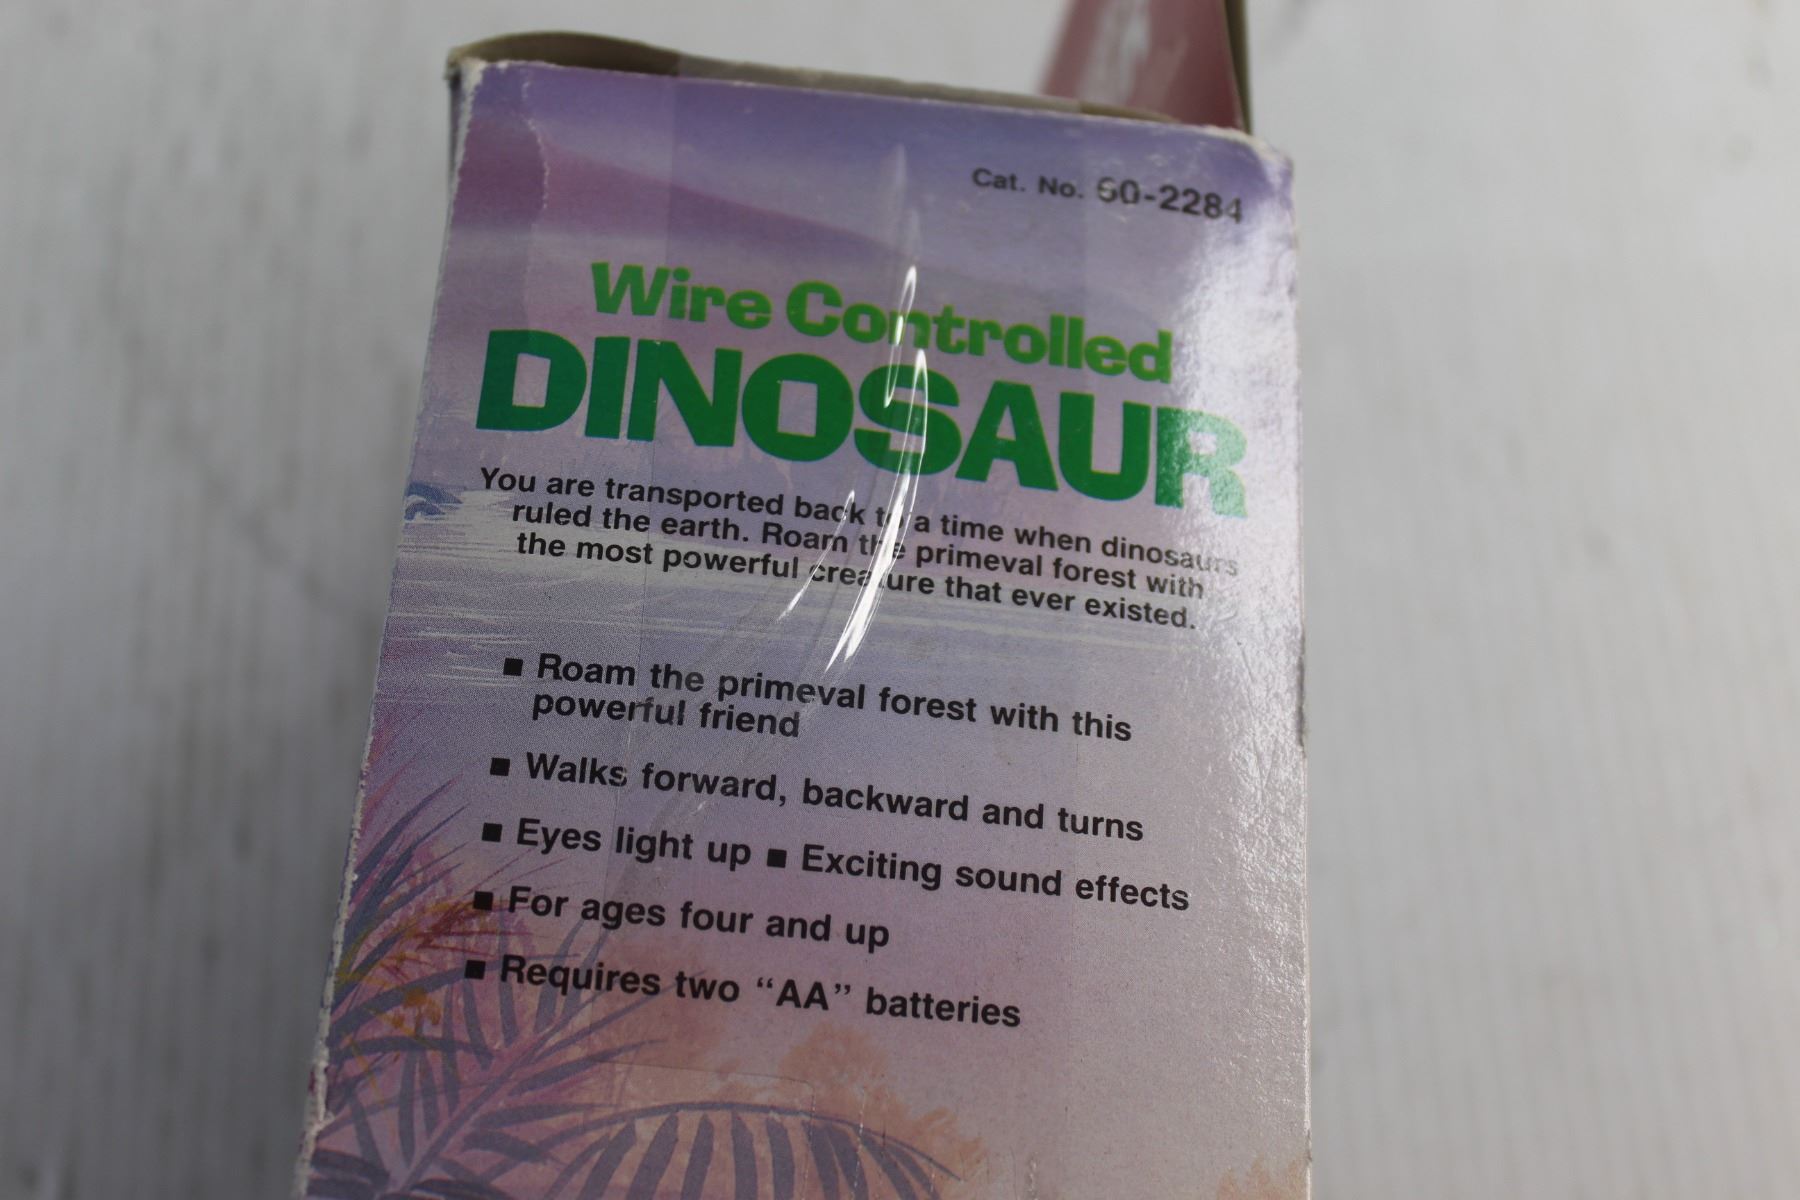 Cat. No. 60-2284
Wire Controlled
DINOSAUR
You are transported back to a time when dinosaurs
ruled the earth. Roam the primeval forest with
the most powerful creature that ever existed.
■ Roam the primeval forest with this
powerful friend
■ Walks forward, backward and turns
■ Eyes light up ■ Exciting sound effects
■ For ages four and up
■ Requires two “AA” batteries